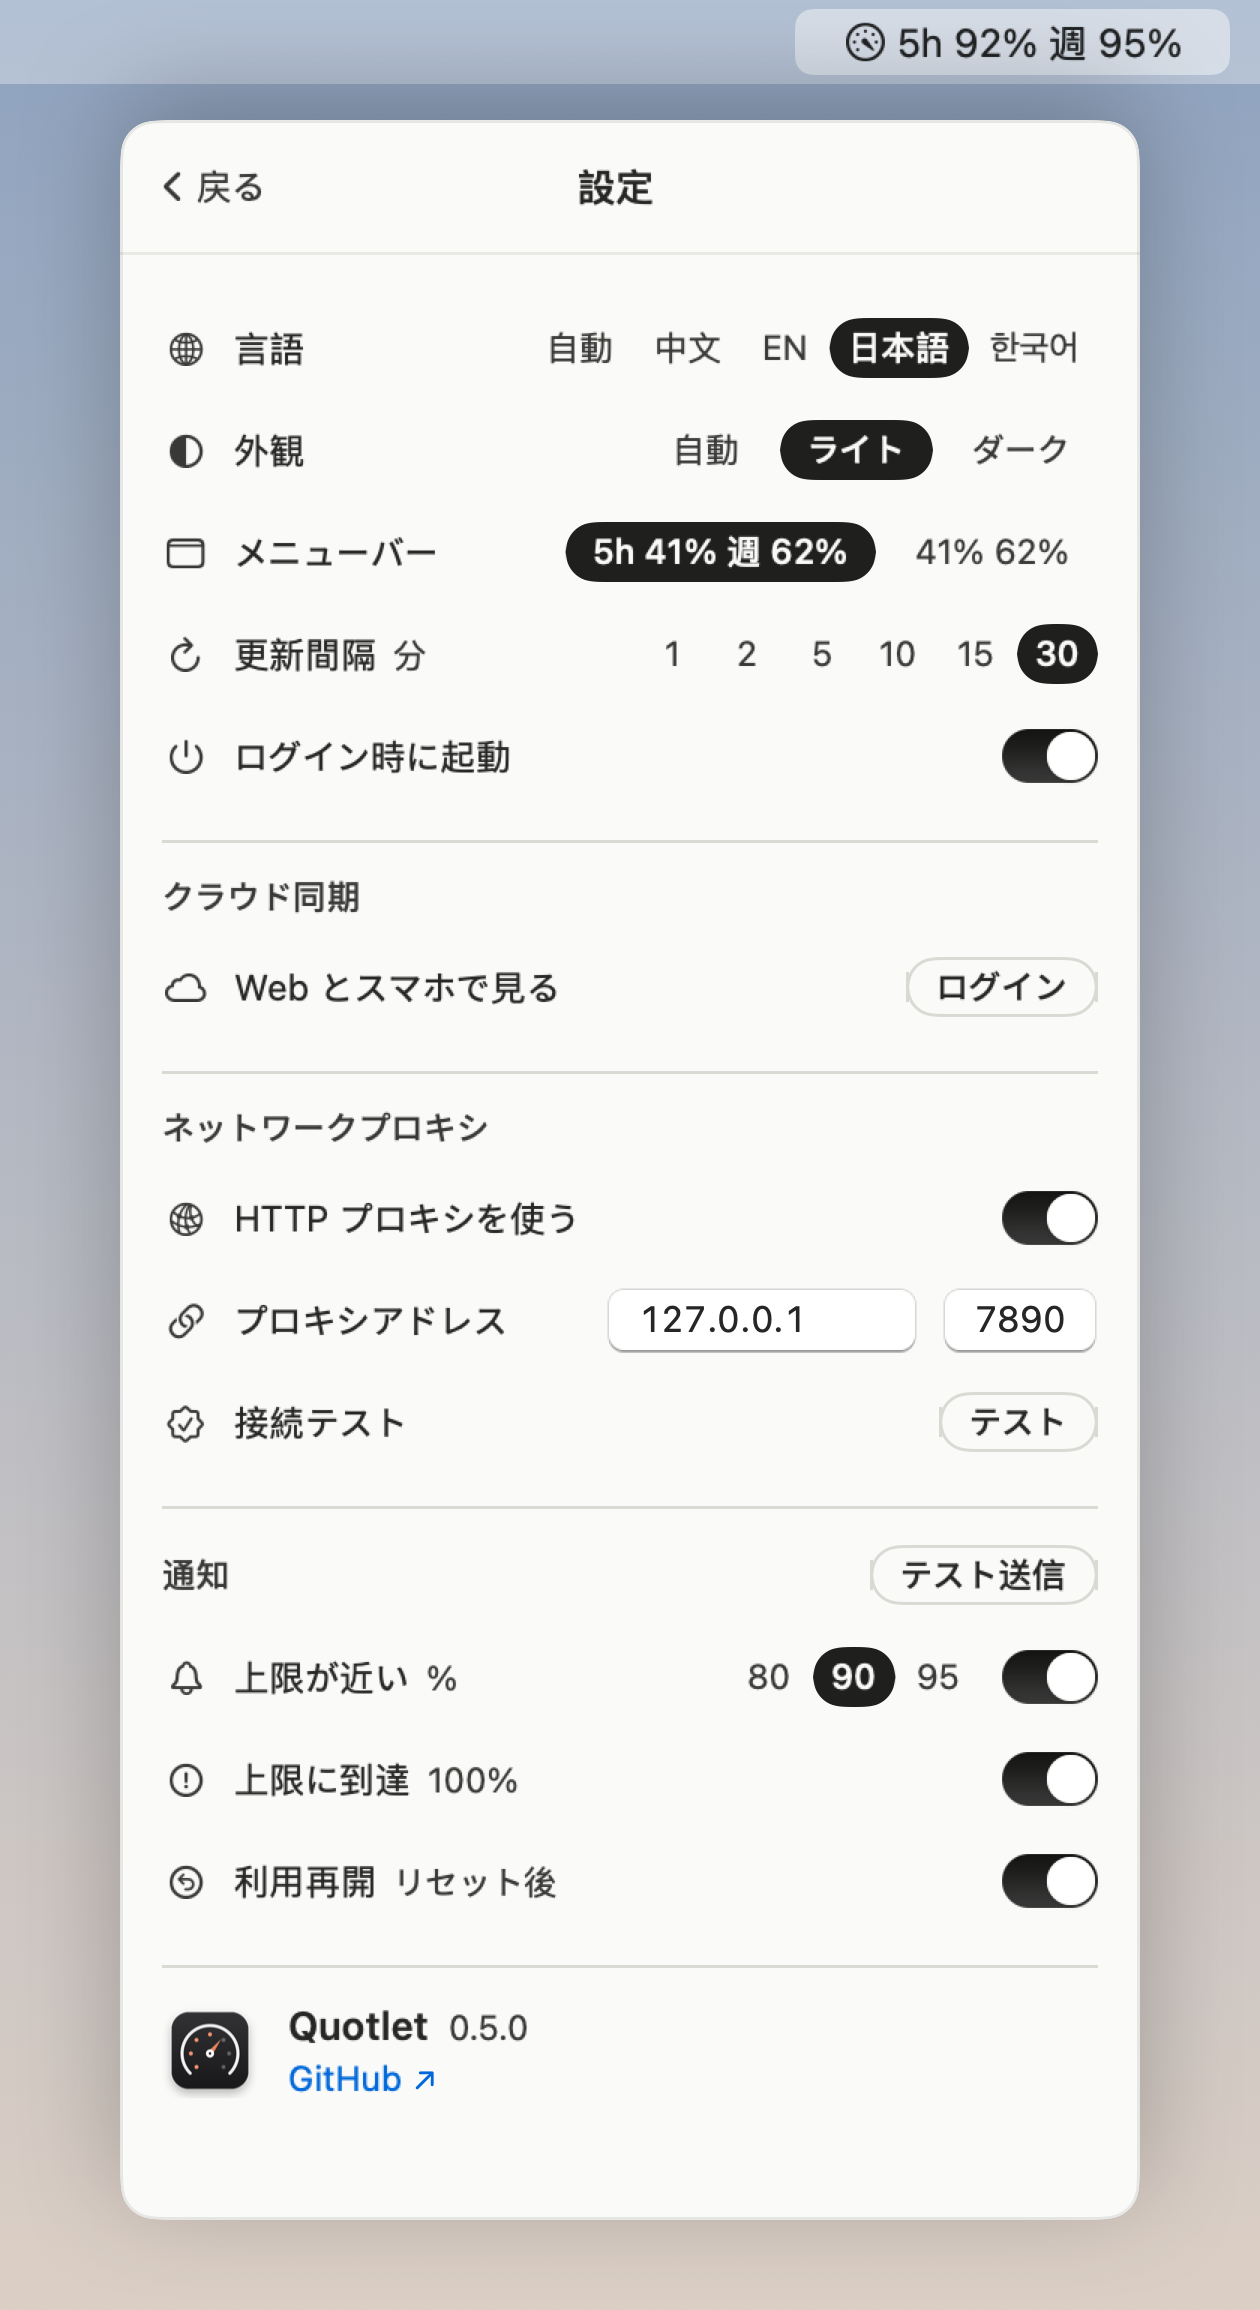 5h 92% 週 95%
戻る
設定
言語 自動 中文 EN 日本語 한국어
外観 自動 ライト ダーク
メニューバー 5h 41% 週 62% 41% 62%
更新間隔 分 1 2 5 10 15 30
ログイン時に起動
クラウド同期
Web とスマホで見る ログイン
ネットワークプロキシ
HTTP プロキシを使う
プロキシアドレス 127.0.0.1 7890
接続テスト テスト
通知 テスト送信
上限が近い % 80 90 95
上限に到達 100%
利用再開 リセット後
Quotlet 0.5.0
GitHub ↗